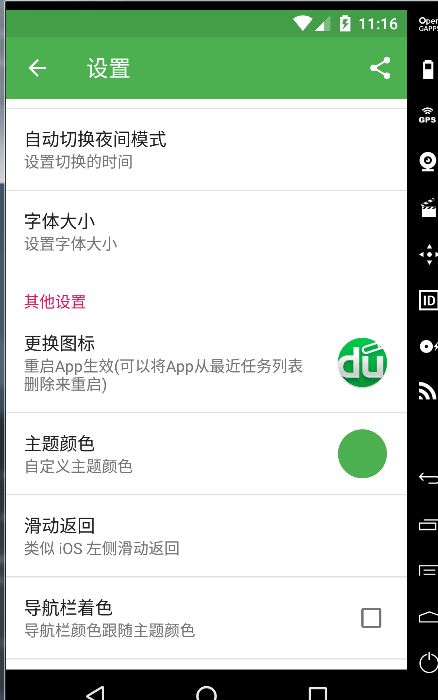 11:16
Open
GAPPS
设置
自动切换夜间模式
设置切换的时间
GPS
字体大小
设置字体大小
其他设置
ID
更换图标
重启App生效(可以将App从最近任务列表
删除来重启)
du
主题颜色
自定义主题颜色
滑动返回
类似 iOS 左侧滑动返回
导航栏着色
导航栏颜色跟随主题颜色